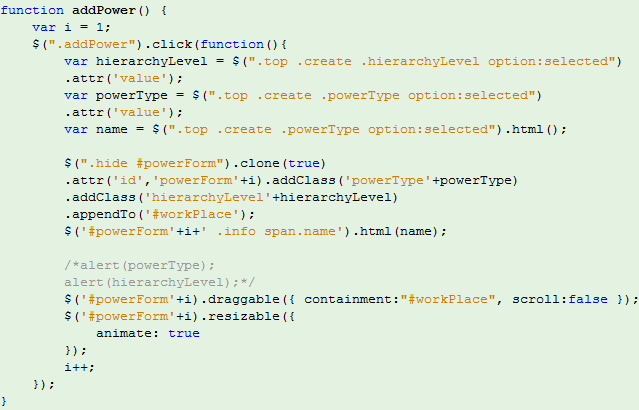 function addPower() {
    var i = 1;
    $(".addPower").click(function(){
        var hierarchyLevel = $(".top .create .hierarchyLevel option:selected")
        .attr('value');
        var powerType = $(".top .create .powerType option:selected")
        .attr('value');
        var name = $(".top .create .powerType option:selected").html();

        $(".hide #powerForm").clone(true)
        .attr('id','powerForm'+i).addClass('powerType'+powerType)
        .addClass('hierarchyLevel'+hierarchyLevel)
        .appendTo('#workPlace');
        $('#powerForm'+i+' .info span.name').html(name);

        /*alert(powerType);
        alert(hierarchyLevel);*/
        $('#powerForm'+i).draggable({ containment:"#workPlace", scroll:false });
        $('#powerForm'+i).resizable({
            animate: true
        });
        i++;
    });
}